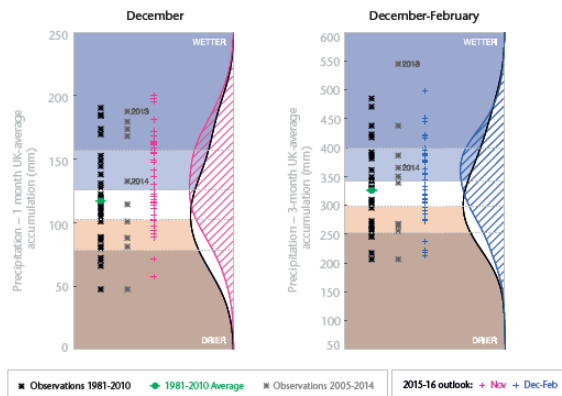 December
December-February
Precipitation – 1 month UK-average
accumulation (mm)
250
200
150
100
50
0
WETTER
2013
2014
DRIER
Precipitation – 3-month UK-average
accumulation (mm)
600
550
500
450
400
350
300
250
200
150
100
50
0
WETTER
2013
2014
DRIER
Observations 1981-2010
1981-2010 Average
Observations 2005-2014
2015-16 outlook:
+ Nov
+ Dec-Feb